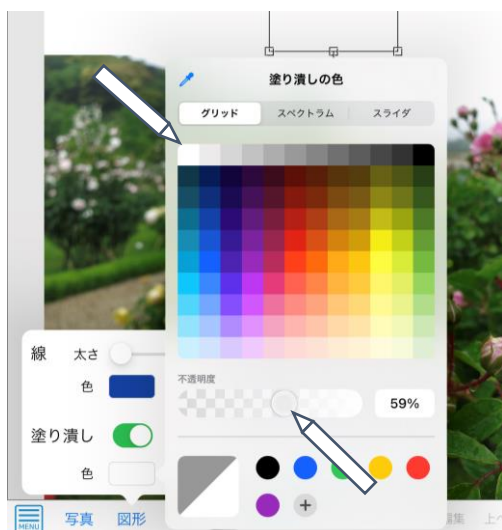 塗り潰しの色
グリッド
スペクトラム
スライダ
不透明度
59%
線 太さ
色
塗り潰し
色
MENU 写真 図形